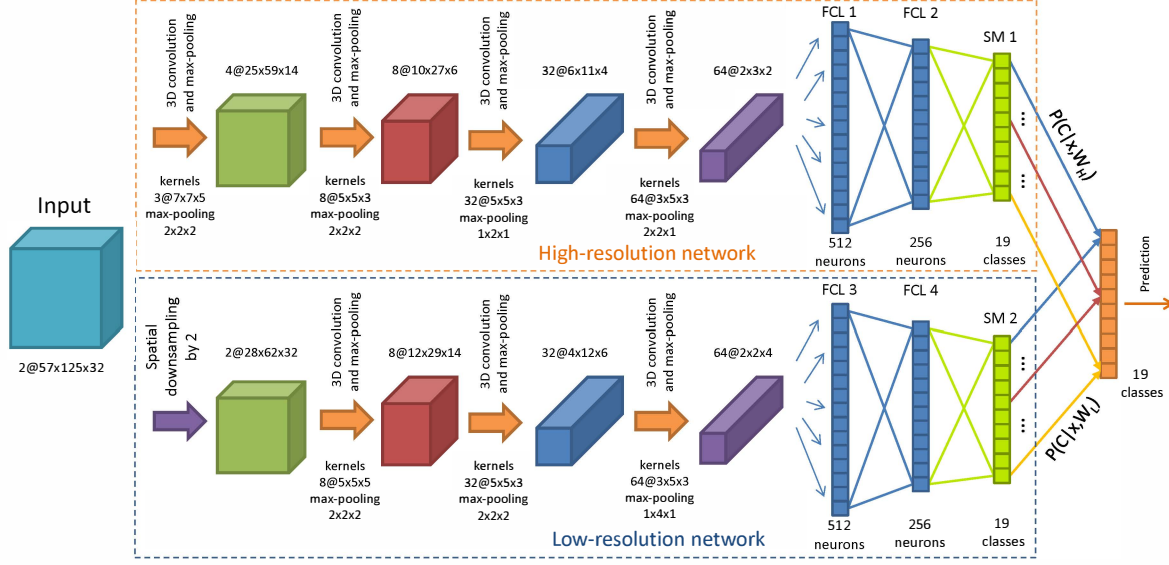 Input
2@57x125x32
3D convolution
and max-pooling
4@25x59x14
kernels
3@7x7x5
max-pooling
2x2x2
3D convolution
and max-pooling
8@10x27x6
kernels
8@5x5x3
max-pooling
2x2x2
3D convolution
and max-pooling
32@6x11x4
kernels
32@5x5x3
max-pooling
1x2x1
3D convolution
and max-pooling
64@2x3x2
kernels
64@3x5x3
max-pooling
2x2x1
FCL 1
512
neurons
FCL 2
256
neurons
SM 1
...
...
19
classes
P(C|x,W_H)
High-resolution network
Spatial
downsampling
by 2
2@28x62x32
3D convolution
and max-pooling
8@12x29x14
kernels
8@5x5x5
max-pooling
2x2x2
3D convolution
and max-pooling
32@4x12x6
kernels
32@5x5x3
max-pooling
2x2x2
3D convolution
and max-pooling
64@2x2x4
kernels
64@3x5x3
max-pooling
1x4x1
FCL 3
512
neurons
FCL 4
256
neurons
SM 2
...
...
19
classes
P(C|x,W_L)
Low-resolution network
Prediction
19
classes